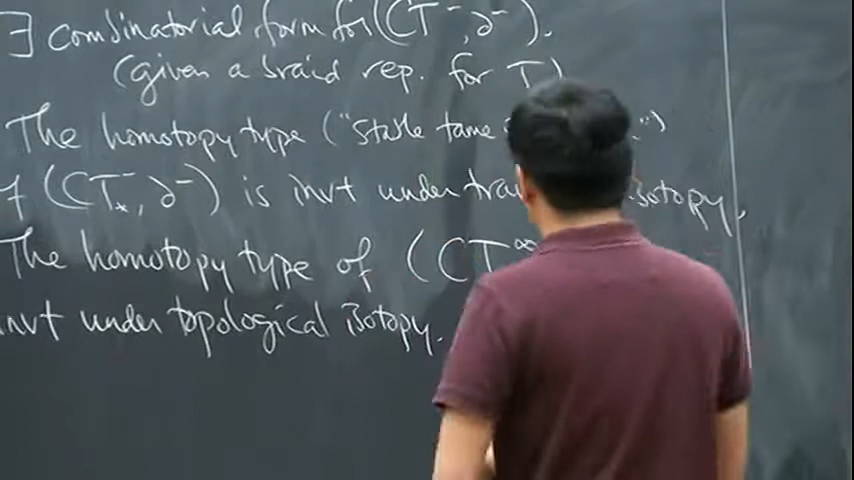 ∃ combinatorial form for (CT⁻, ∂⁻).
(given a braid rep. for T)
The homotopy type ("stable tame ")
of (CT⁻*, ∂⁻) is invt under isotopy.
The homotopy type of (CT^∞
invt under topological isotopy.